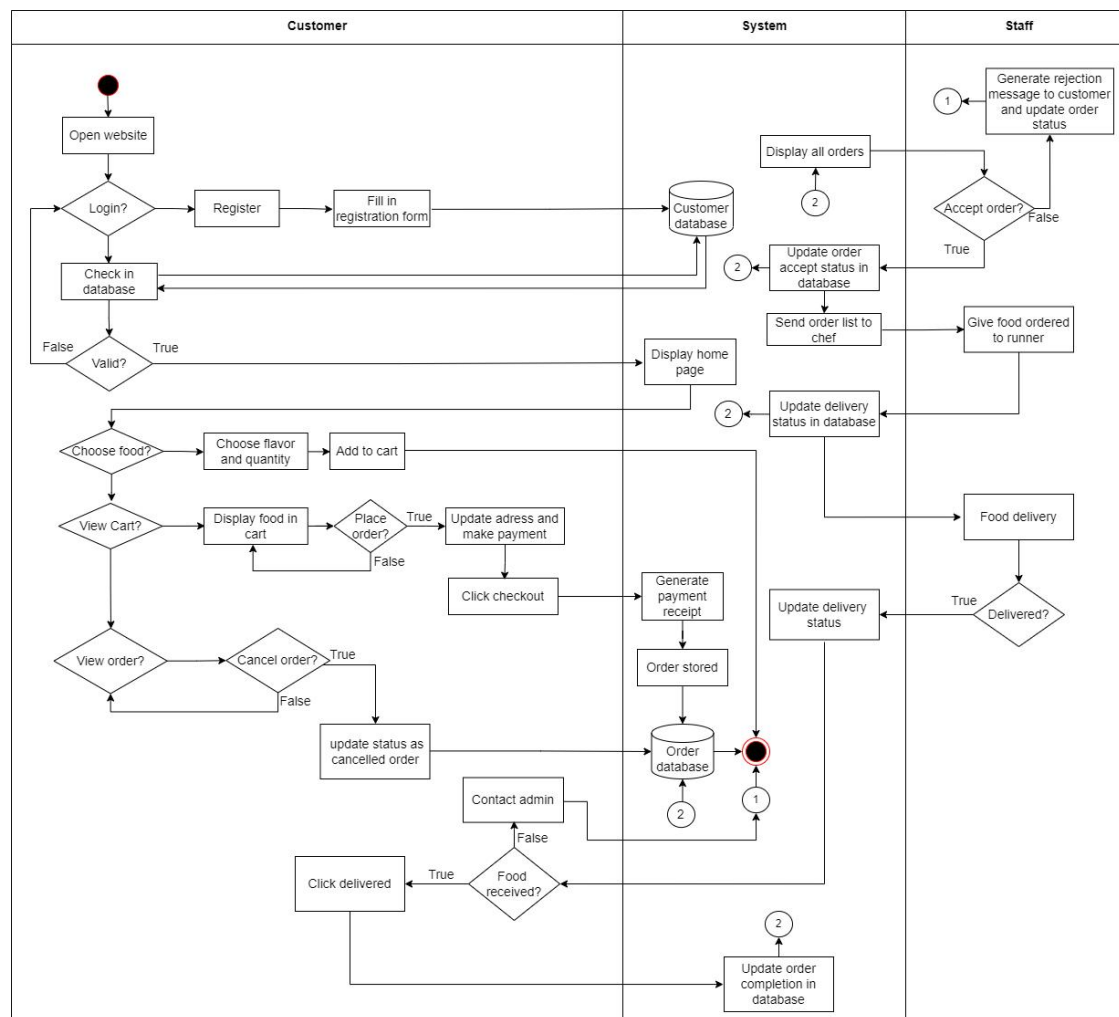 Customer
System
Staff
Open website
Login?
Register
Fill in
registration form
Customer
database
Check in
database
False
Valid?
True
Display home
page
Choose food?
Choose flavor
and quantity
Add to cart
View Cart?
Display food in
cart
Place
order?
True
False
Update adress and
make payment
Click checkout
Generate
payment
receipt
Order stored
View order?
Cancel order?
True
False
update status as
cancelled order
Order
database
2
1
Contact admin
False
Food
received?
True
Click delivered
2
Update order
completion in
database
Generate rejection
message to customer
and update order
status
1
Display all orders
2
Accept order?
False
True
Update order
accept status in
database
2
Send order list to
chef
Give food ordered
to runner
Update delivery
status in database
2
Food delivery
Delivered?
True
Update delivery
status